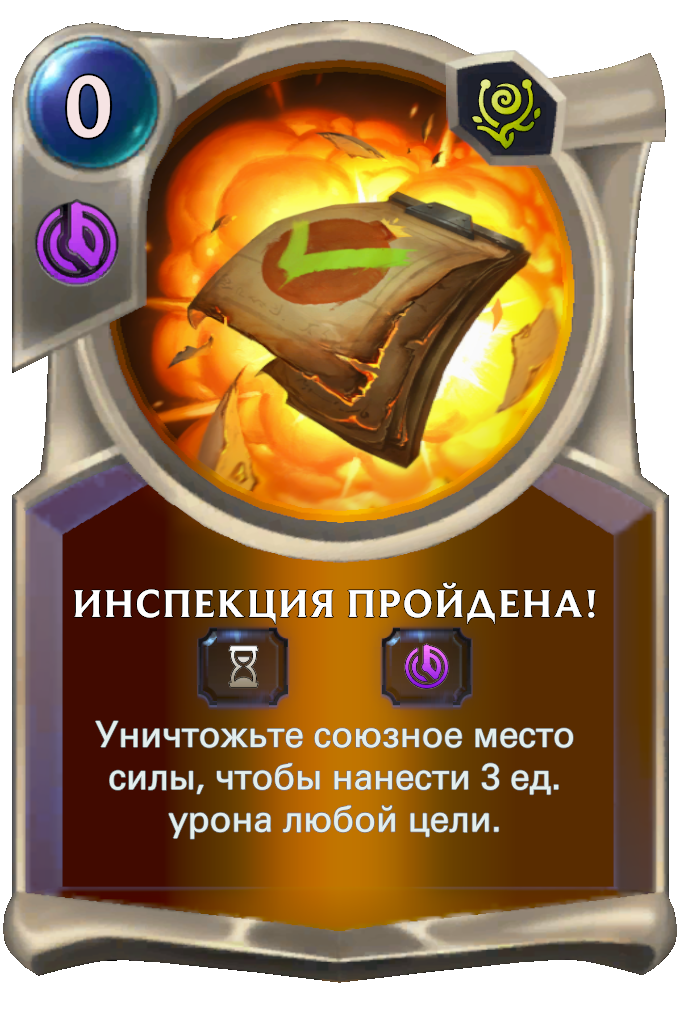 0
ИНСПЕКЦИЯ ПРОЙДЕНА!
Уничтожьте союзное место
силы, чтобы нанести 3 ед.
урона любой цели.